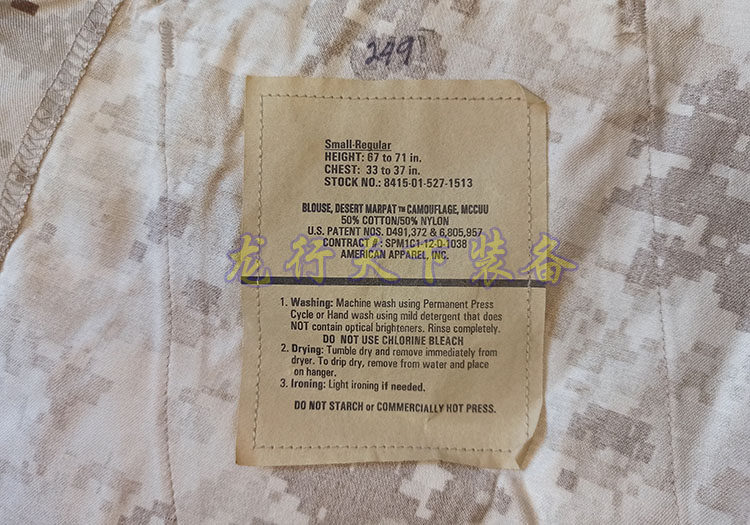 249
Small-Regular
HEIGHT: 67 to 71 in.
CHEST: 33 to 37 in.
STOCK NO.: 8415-01-527-1513
BLOUSE, DESERT MARPAT™ CAMOUFLAGE, MCCUU
50% COTTON/50% NYLON
U.S. PATENT NOS. D491,372 & 6,805,957
CONTRACT #: SPM1C1-12-D-1038
AMERICAN APPAREL, INC.
龙行天下装备
1. Washing: Machine wash using Permanent Press
Cycle or Hand wash using mild detergent that does
NOT contain optical brighteners. Rinse completely.
DO NOT USE CHLORINE BLEACH
2. Drying: Tumble dry and remove immediately from
dryer. To drip dry, remove from water and place
on hanger.
3. Ironing: Light ironing if needed.
DO NOT STARCH or COMMERCIALLY HOT PRESS.